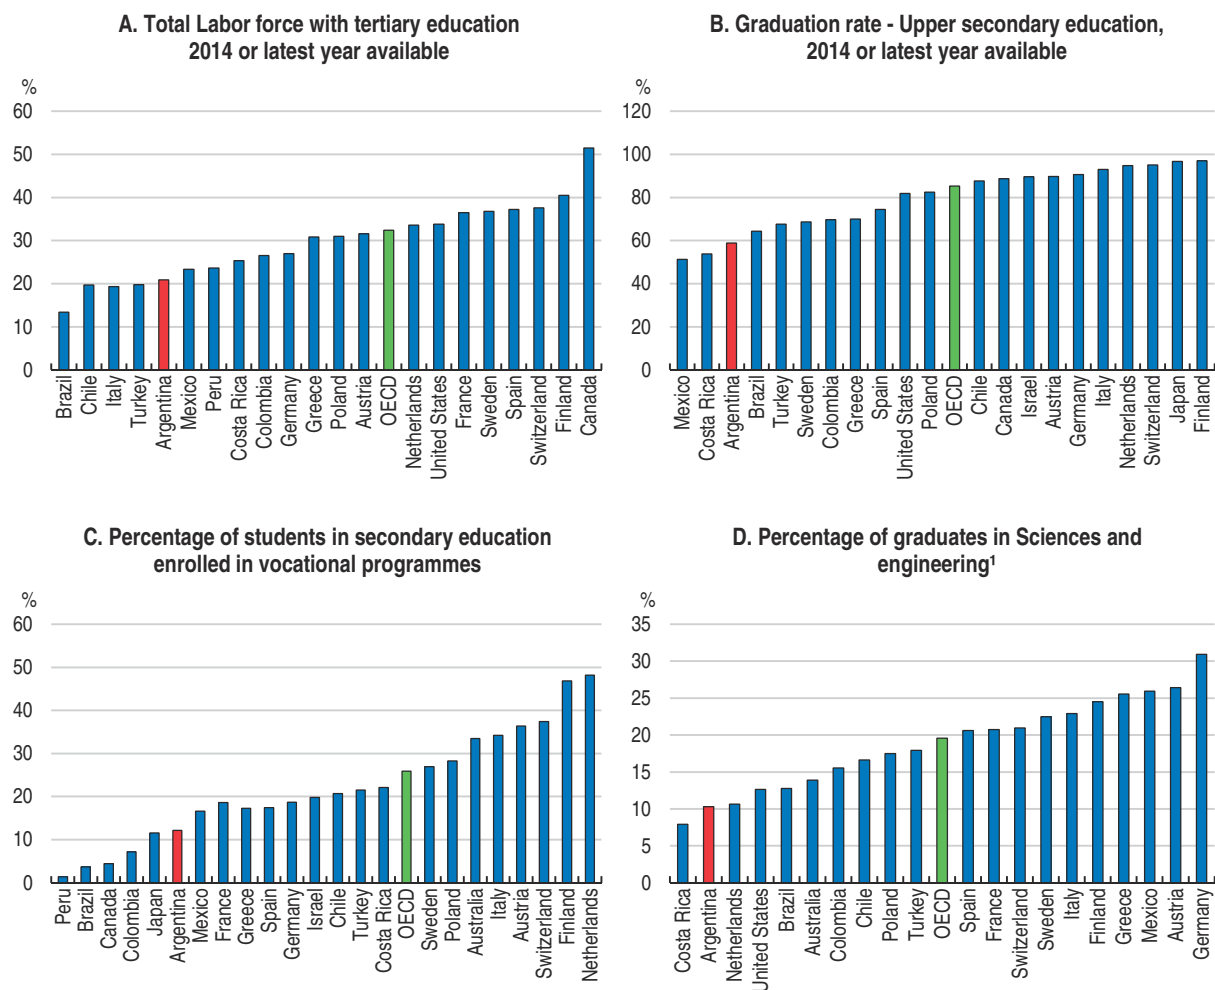 A. Total Labor force with tertiary education
2014 or latest year available
%
60
50
40
30
20
10
0
Brazil
Chile
Italy
Turkey
Argentina
Mexico
Peru
Costa Rica
Colombia
Germany
Greece
Poland
Austria
OECD
Netherlands
United States
France
Sweden
Spain
Switzerland
Finland
Canada
B. Graduation rate - Upper secondary education,
2014 or latest year available
%
120
100
80
60
40
20
0
Mexico
Costa Rica
Argentina
Brazil
Turkey
Sweden
Colombia
Greece
Spain
United States
Poland
OECD
Chile
Canada
Israel
Austria
Germany
Italy
Netherlands
Switzerland
Japan
Finland
C. Percentage of students in secondary education
enrolled in vocational programmes
%
60
50
40
30
20
10
0
Peru
Brazil
Canada
Colombia
Japan
Argentina
Mexico
France
Greece
Spain
Germany
Israel
Chile
Turkey
Costa Rica
OECD
Sweden
Poland
Australia
Italy
Austria
Switzerland
Finland
Netherlands
D. Percentage of graduates in Sciences and
engineering¹
%
35
30
25
20
15
10
5
0
Costa Rica
Argentina
Netherlands
United States
Brazil
Australia
Colombia
Chile
Poland
Turkey
OECD
Spain
France
Switzerland
Sweden
Italy
Finland
Greece
Mexico
Austria
Germany